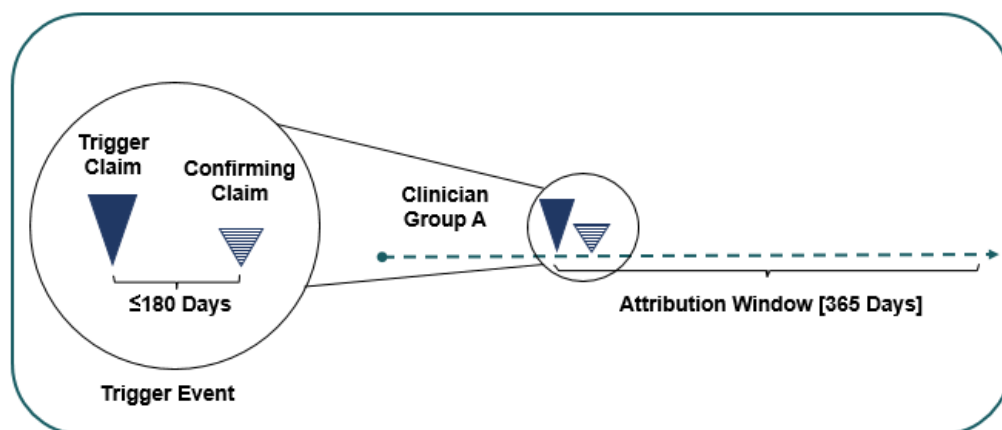 Trigger
Claim
Confirming
Claim
≤180 Days
Trigger Event
Clinician
Group A
Attribution Window [365 Days]